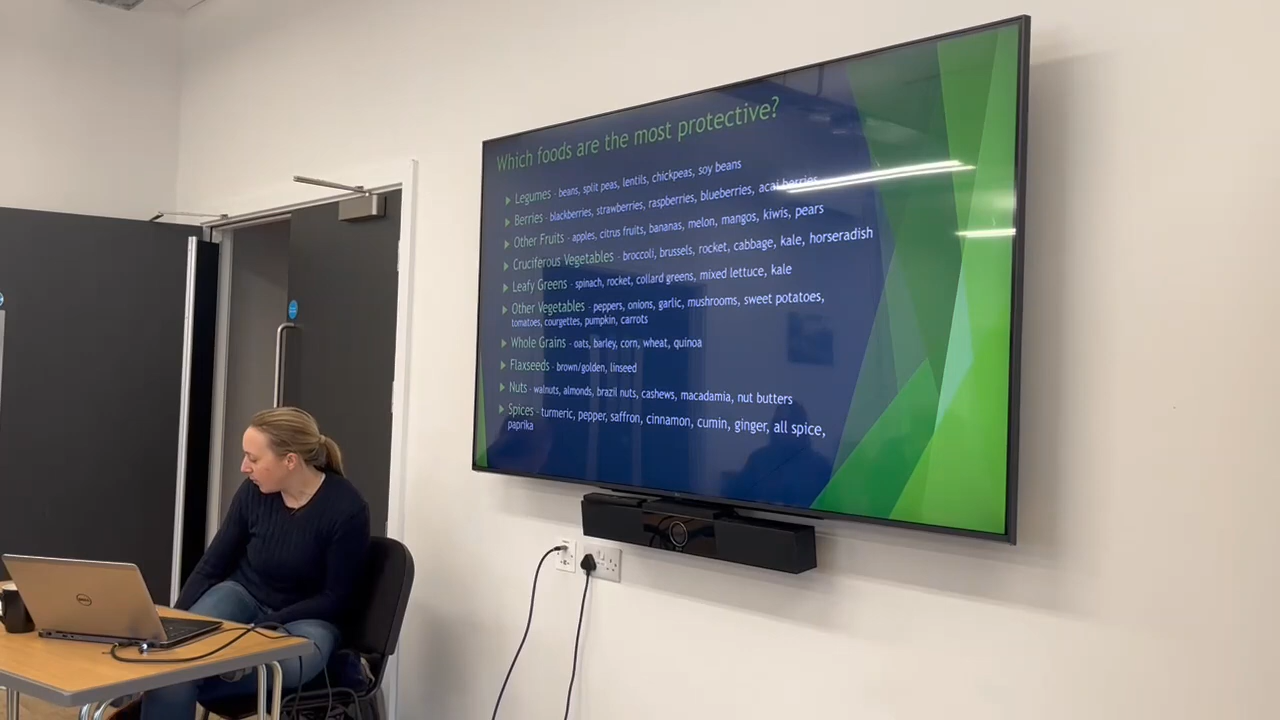 Which foods are the most protective?
Legumes - beans, split peas, lentils, chickpeas, soy beans
Berries - blackberries, strawberries, raspberries, blueberries, acai berries
Other Fruits - apples, citrus fruits, bananas, melon, mangos, kiwis, pears
Cruciferous Vegetables - broccoli, brussels, rocket, cabbage, kale, horseradish
Leafy Greens - spinach, rocket, collard greens, mixed lettuce, kale
Other Vegetables - peppers, onions, garlic, mushrooms, sweet potatoes,
tomatoes, courgettes, pumpkin, carrots
Whole Grains - oats, barley, corn, wheat, quinoa
Flaxseeds - brown/golden, linseed
Nuts - walnuts, almonds, brazil nuts, cashews, macadamia, nut butters
Spices - turmeric, pepper, saffron, cinnamon, cumin, ginger, all spice,
paprika
DELL